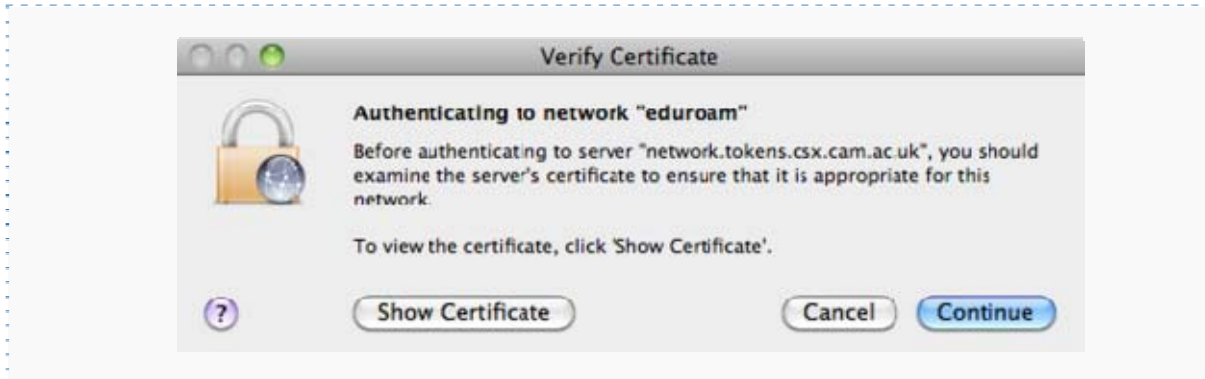 Verify Certificate
Authenticating to network "eduroam"
Before authenticating to server "network.tokens.csx.cam.ac.uk", you should
examine the server's certificate to ensure that it is appropriate for this
network.
To view the certificate, click 'Show Certificate'.
?
Show Certificate
Cancel
Continue